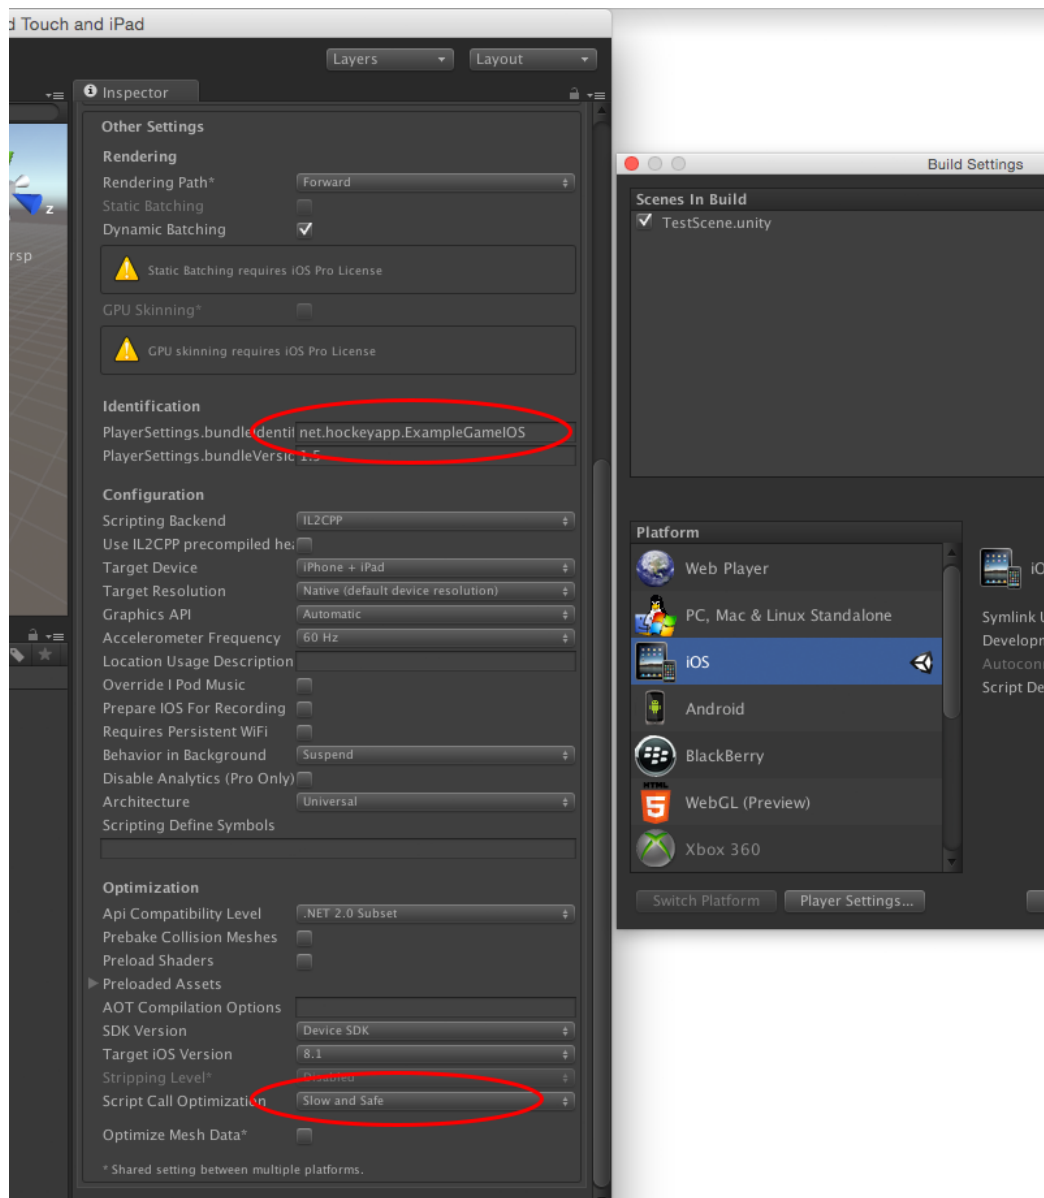 d Touch and iPad
Layers
Layout
Inspector
Other Settings
Rendering
Rendering Path* Forward
Static Batching
Dynamic Batching
Static Batching requires iOS Pro License
GPU Skinning*
GPU skinning requires iOS Pro License
Identification
PlayerSettings.bundleIdentif net.hockeyapp.ExampleGameIOS
PlayerSettings.bundleVersic 1.5
Configuration
Scripting Backend IL2CPP
Use IL2CPP precompiled hea
Target Device iPhone + iPad
Target Resolution Native (default device resolution)
Graphics API Automatic
Accelerometer Frequency 60 Hz
Location Usage Description
Override I Pod Music
Prepare IOS For Recording
Requires Persistent WiFi
Behavior in Background Suspend
Disable Analytics (Pro Only)
Architecture Universal
Scripting Define Symbols
Optimization
Api Compatibility Level .NET 2.0 Subset
Prebake Collision Meshes
Preload Shaders
Preloaded Assets
AOT Compilation Options
SDK Version Device SDK
Target iOS Version 8.1
Stripping Level* Disabled
Script Call Optimization Slow and Safe
Optimize Mesh Data*
* Shared setting between multiple platforms.
z
rsp
Build Settings
Scenes In Build
TestScene.unity
Platform
Web Player
PC, Mac & Linux Standalone
iOS
Android
BlackBerry
HTML
5
WebGL (Preview)
Xbox 360
iO
Symlink U
Developm
Autoconn
Script De
Switch Platform
Player Settings...